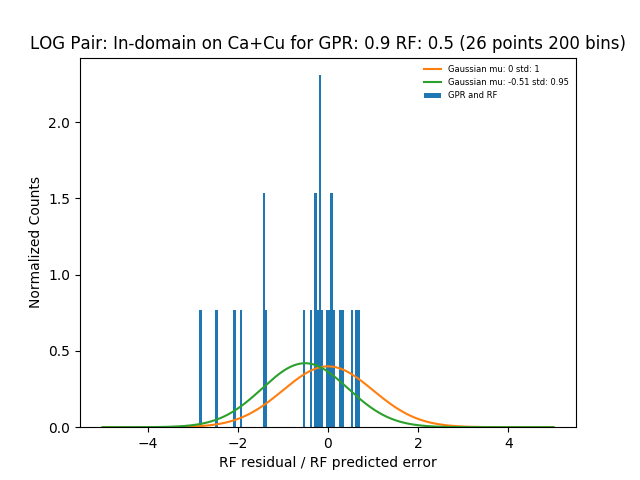 LOG Pair: In-domain on Ca+Cu for GPR: 0.9 RF: 0.5 (26 points 200 bins)
Gaussian mu: 0 std: 1
Gaussian mu: -0.51 std: 0.95
GPR and RF
Normalized Counts
2.0
1.5
1.0
0.5
0.0
−4 −2 0 2 4
RF residual / RF predicted error